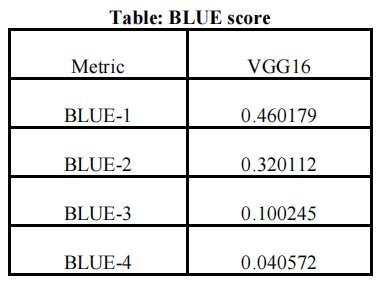 Table: BLUE score
Metric VGG16
BLUE-1 0.460179
BLUE-2 0.320112
BLUE-3 0.100245
BLUE-4 0.040572